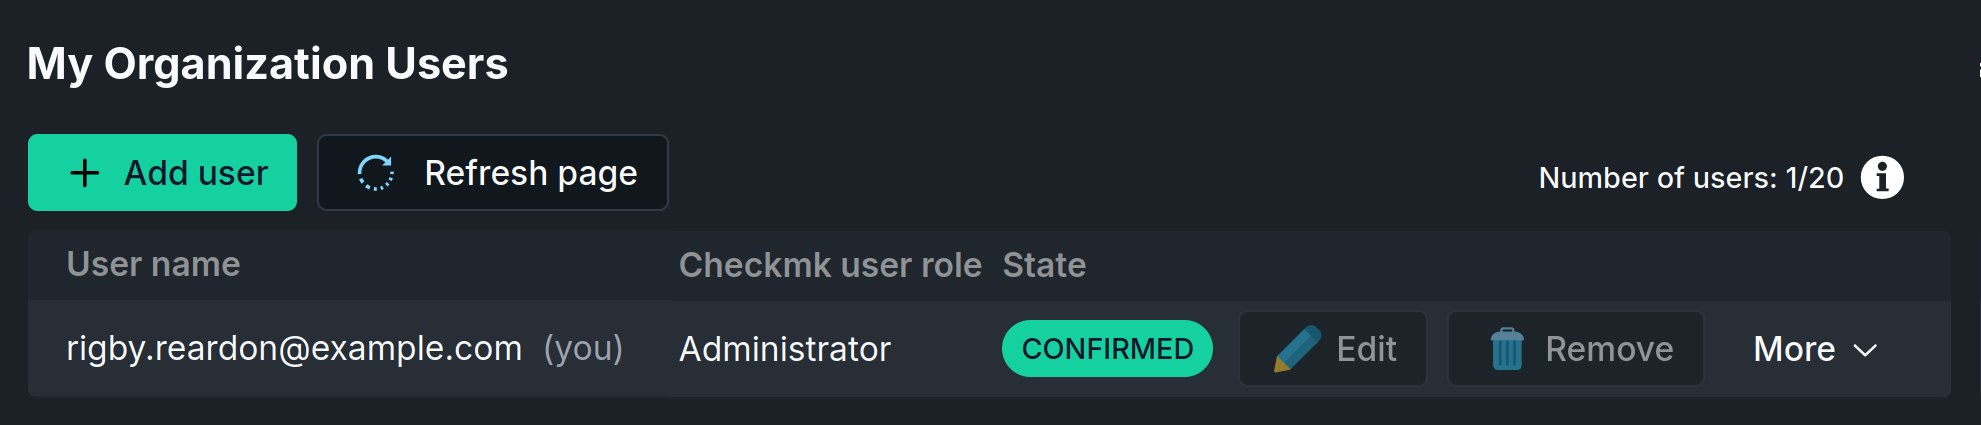 My Organization Users
Add user Refresh page
Number of users: 1/20
User name Checkmk user role State
rigby.reardon@example.com (you) Administrator CONFIRMED Edit Remove More